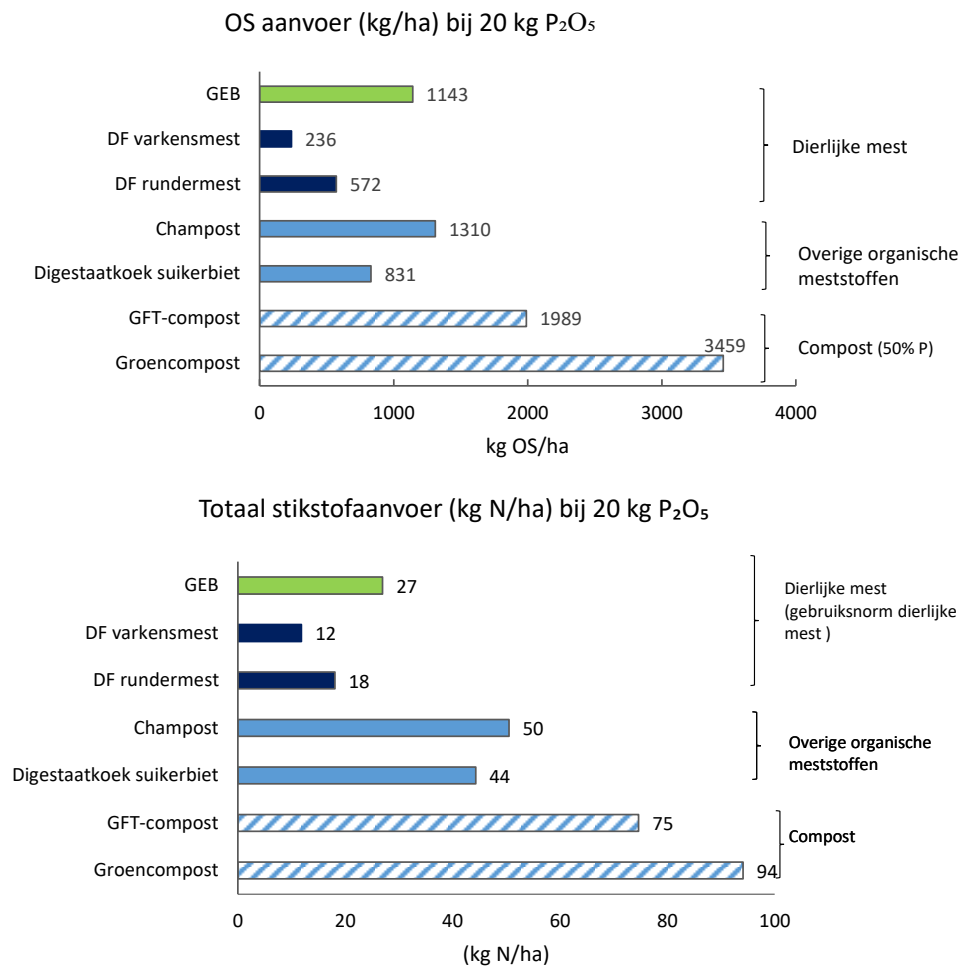 OS aanvoer (kg/ha) bij 20 kg P₂O₅
GEB
1143
DF varkensmest
236
Dierlijke mest
DF rundermest
572
Champost
1310
Overige organische
meststoffen
Digestaatkoek suikerbiet
831
GFT-compost
1989
3459
Compost (50% P)
Groencompost
0
1000
2000
3000
4000
kg OS/ha
Totaal stikstofaanvoer (kg N/ha) bij 20 kg P₂O₅
GEB
27
Dierlijke mest
(gebruiksnorm dierlijke
mest )
DF varkensmest
12
DF rundermest
18
Champost
50
Overige organische
meststoffen
Digestaatkoek suikerbiet
44
GFT-compost
75
Compost
Groencompost
94
0
20
40
60
80
100
(kg N/ha)